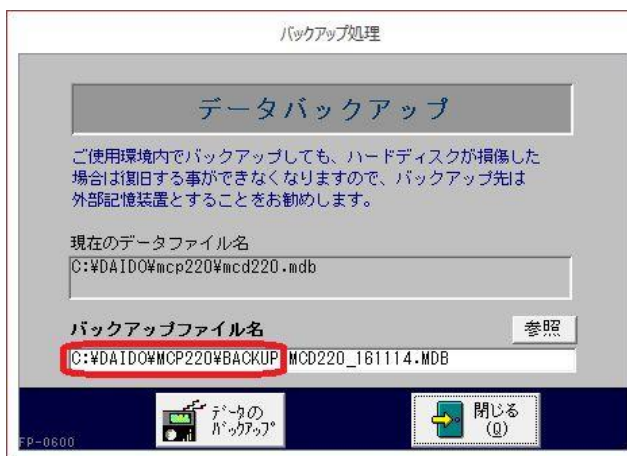 バックアップ処理
データバックアップ
ご使用環境内でバックアップしても、ハードディスクが損傷した
場合は復旧する事ができなくなりますので、バックアップ先は
外部記憶装置とすることをお勧めします。
現在のデータファイル名
C:¥DAIDO¥mcp220¥mcd220.mdb
バックアップファイル名
参照
C:¥DAIDO¥MCP220¥BACKUP MCD220_161114.MDB
データの
バックアップ
閉じる
(Q)
FP-0600